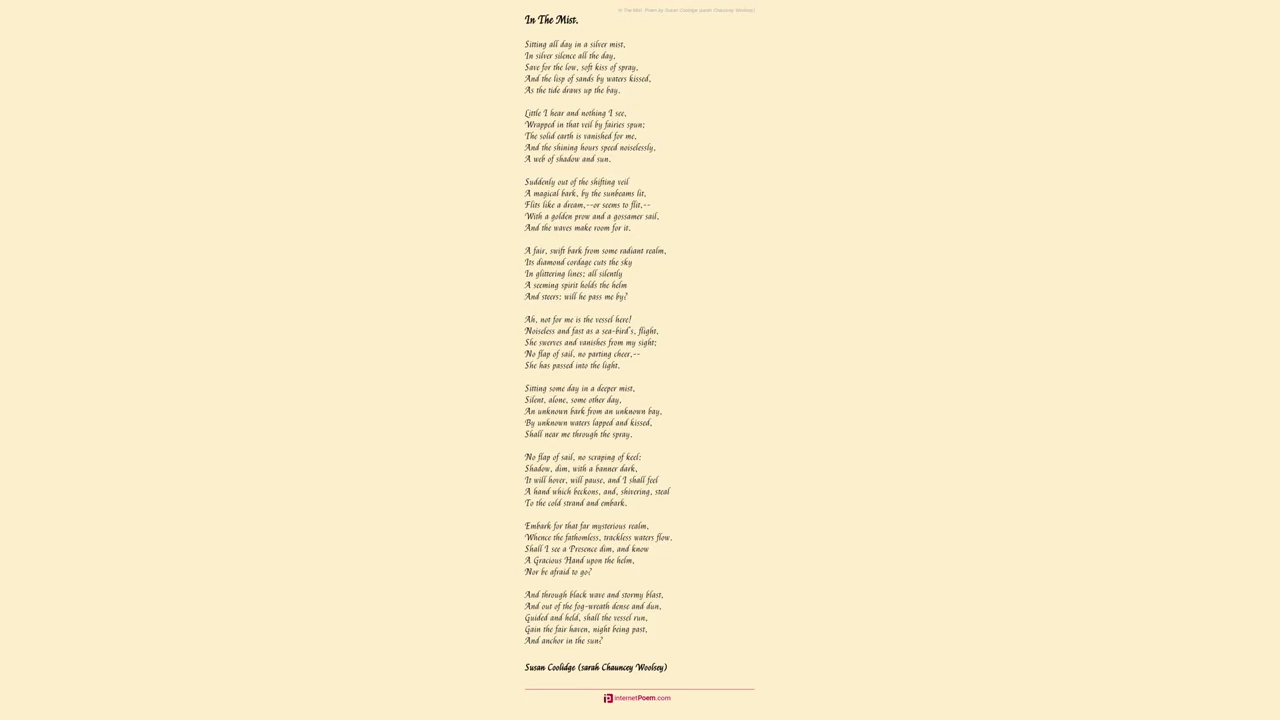 In The Mist Poem by Susan Coolidge (sarah Chauncey Woolsey)
In The Mist.
Sitting all day in a silver mist,
In silver silence all the day,
Save for the low, soft kiss of spray,
And the lisp of sands by waters kissed,
As the tide draws up the bay.
Little I hear and nothing I see,
Wrapped in that veil by fairies spun;
The solid earth is vanished for me,
And the shining hours speed noiselessly,
A web of shadow and sun.
Suddenly out of the shifting veil
A magical bark, by the sunbeams lit,
Flits like a dream,--or seems to flit,--
With a golden prow and a gossamer sail,
And the waves make room for it.
A fair, swift bark from some radiant realm,
Its diamond cordage cuts the sky
In glittering lines; all silently
A seeming spirit holds the helm
And steers: will he pass me by?
Ah, not for me is the vessel here!
Noiseless and fast as a sea-bird's, flight,
She swerves and vanishes from my sight;
No flap of sail, no parting cheer,--
She has passed into the light.
Sitting some day in a deeper mist,
Silent, alone, some other day,
An unknown bark from an unknown bay,
By unknown waters lapped and kissed,
Shall near me through the spray.
No flap of sail, no scraping of keel:
Shadow, dim, with a banner dark,
It will hover, will pause, and I shall feel
A hand which beckons, and, shivering, steal
To the cold strand and embark.
Embark for that far mysterious realm,
Whence the fathomless, trackless waters flow.
Shall I see a Presence dim, and know
A Gracious Hand upon the helm,
Nor be afraid to go?
And through black wave and stormy blast,
And out of the fog-wreath dense and dun,
Guided and held, shall the vessel run,
Gain the fair haven, night being past,
And anchor in the sun?
Susan Coolidge (sarah Chauncey Woolsey)
internetPoem.com